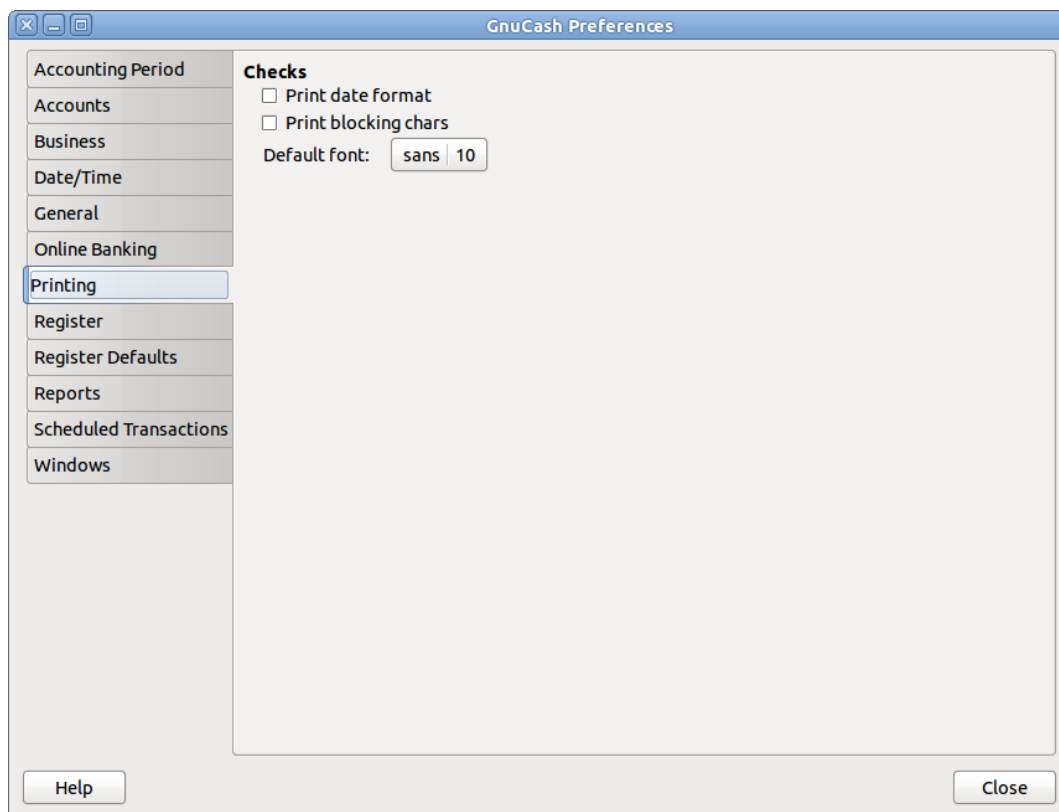 GnuCash Preferences
Accounting Period
Accounts
Business
Date/Time
General
Online Banking
Printing
Register
Register Defaults
Reports
Scheduled Transactions
Windows
Checks
Print date format
Print blocking chars
Default font: sans 10
Help
Close